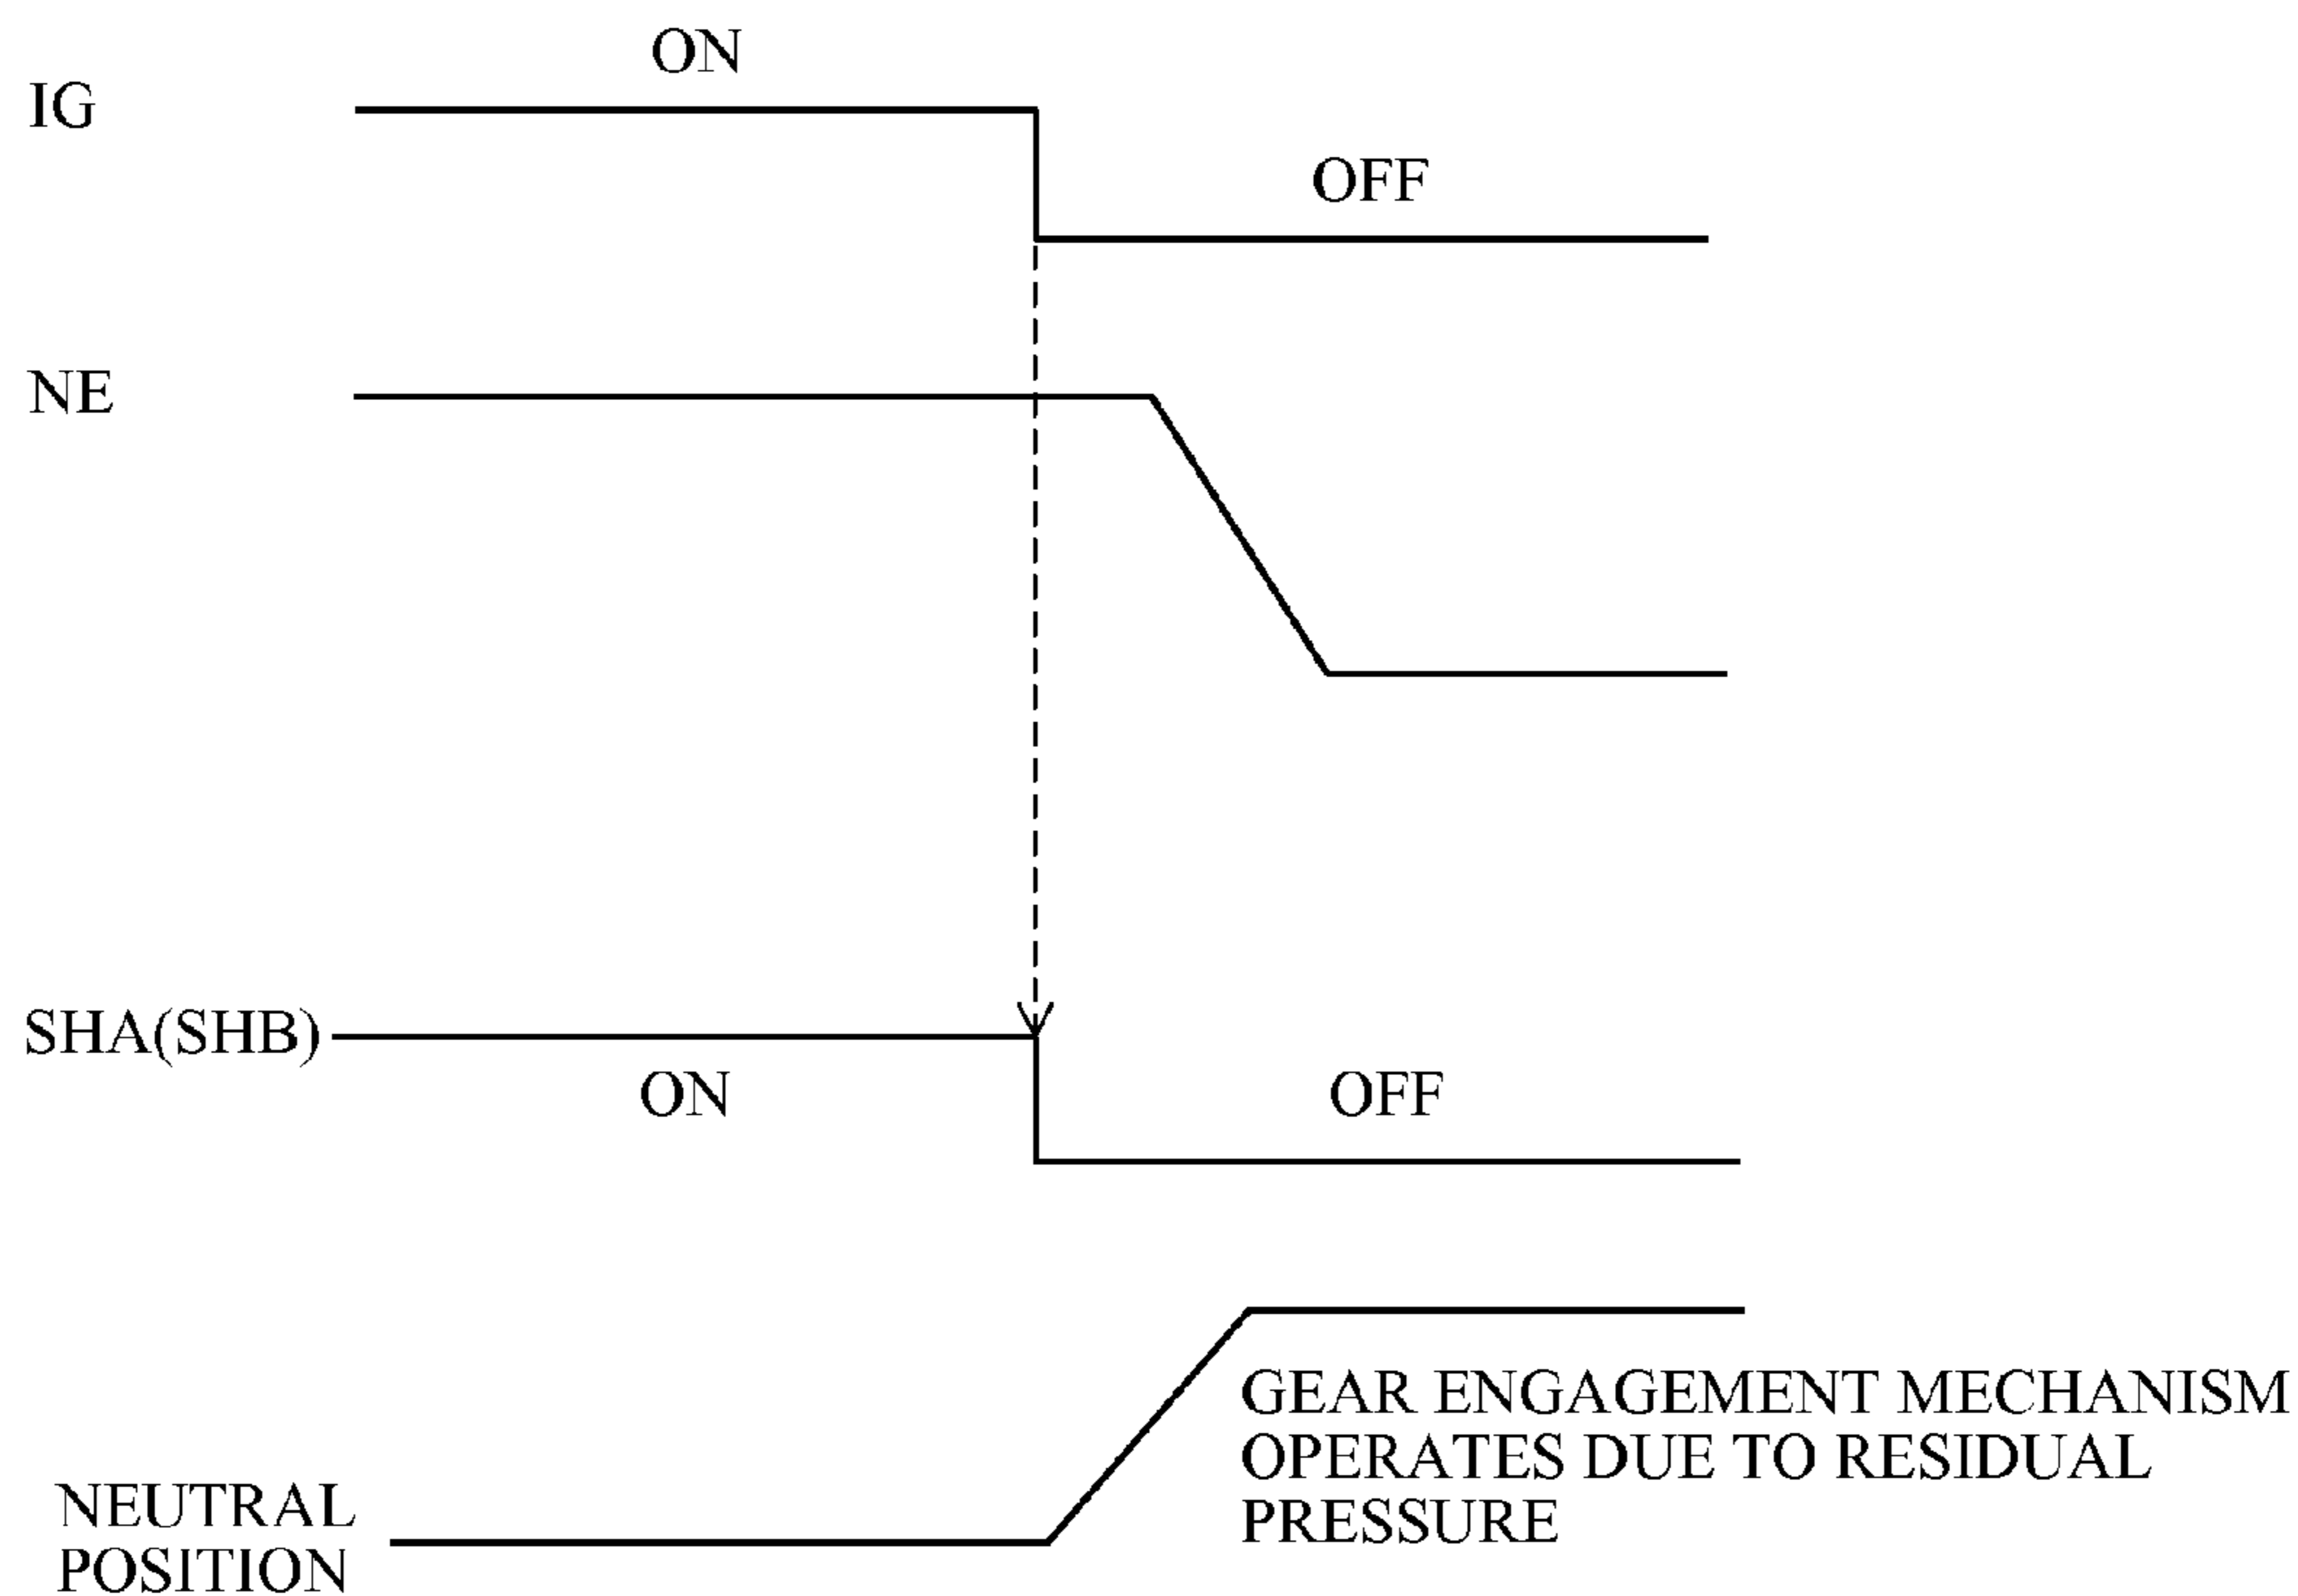 ON
IG
OFF
NE
SHA(SHB)
ON
OFF
GEAR ENGAGEMENT MECHANISM
OPERATES DUE TO RESIDUAL
PRESSURE
NEUTRAL
POSITION